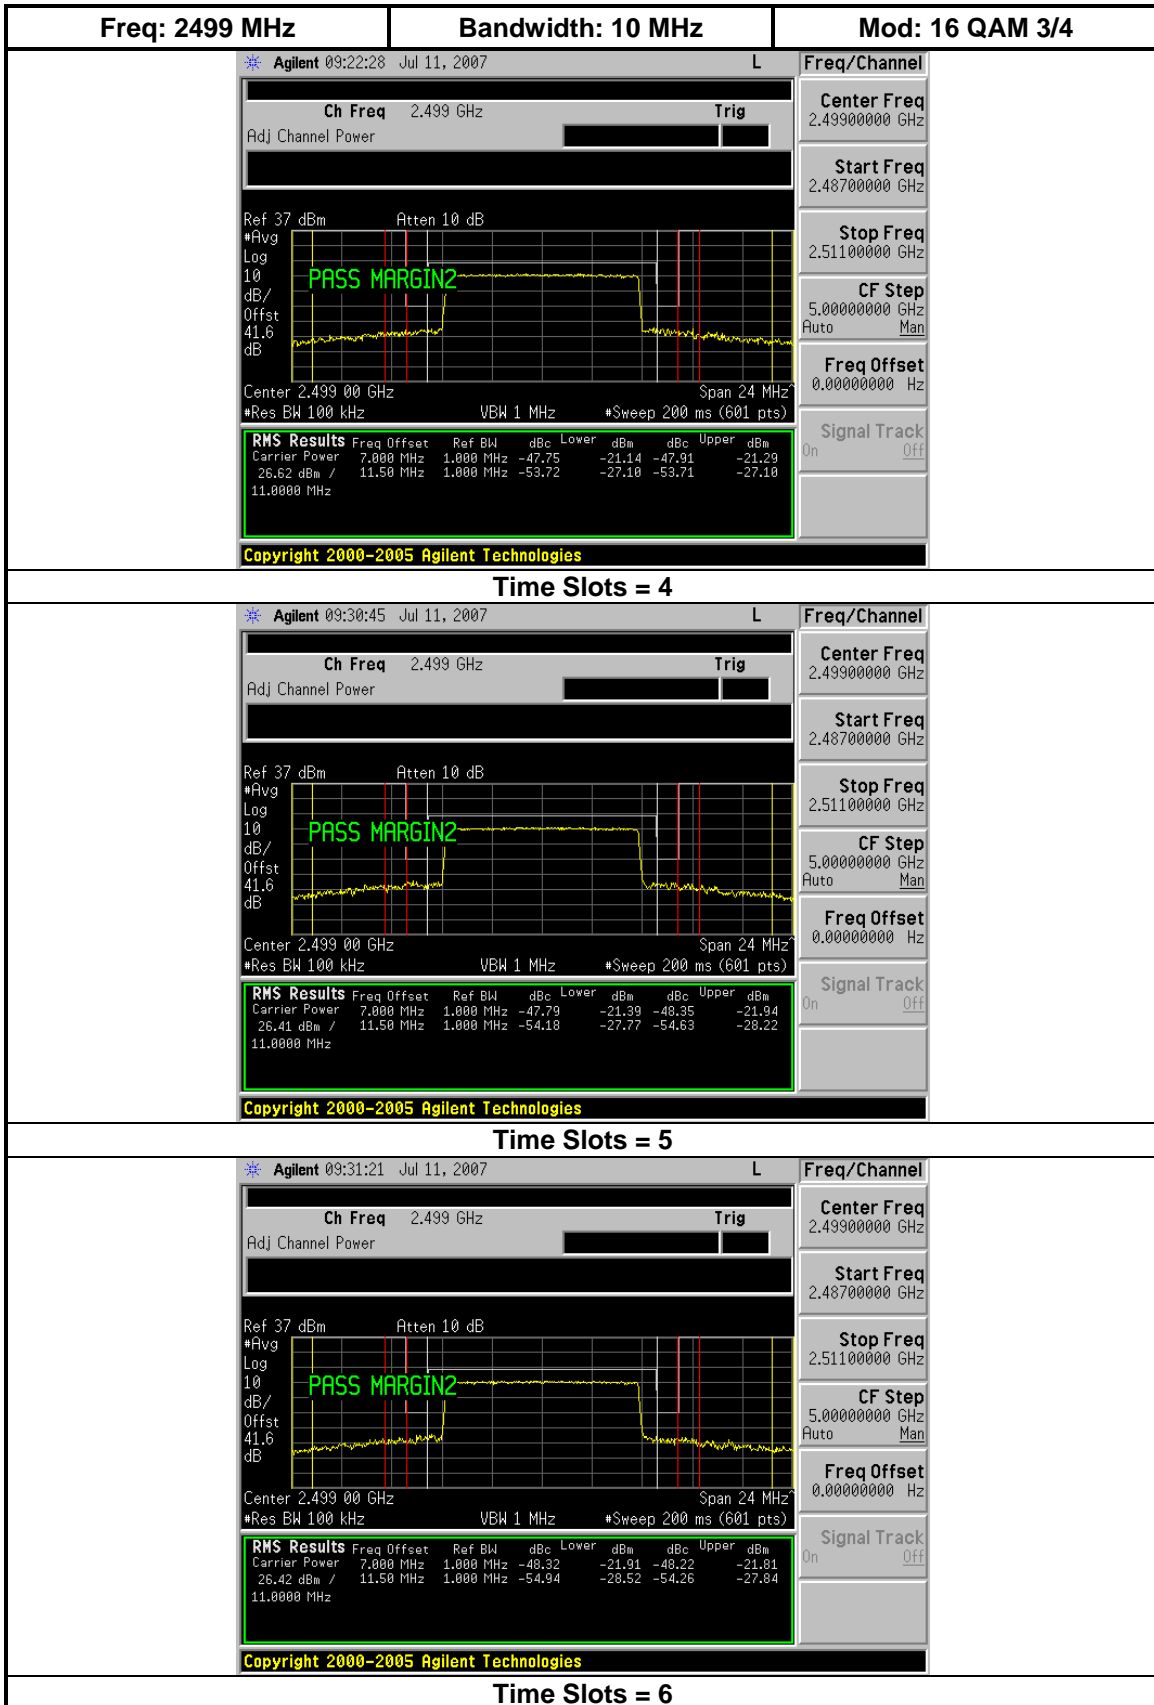 Freq: 2499 MHz Bandwidth: 10 MHz Mod: 16 QAM 3/4
Agilent 09:22:28 Jul 11, 2007 L Freq/Channel
Ch Freq 2.499 GHz Trig
Adj Channel Power
Center Freq
2.49900000 GHz
Start Freq
2.48700000 GHz
Stop Freq
2.51100000 GHz
CF Step
5.00000000 GHz
Auto Man
Freq Offset
0.00000000 Hz
Signal Track
On Off
Ref 37 dBm Atten 10 dB
#Avg
Log
10
dB/
Offst
41.6
dB
PASS MARGIN2
Center 2.499 00 GHz Span 24 MHz^
#Res BW 100 kHz VBW 1 MHz #Sweep 200 ms (601 pts)
RMS Results Freq Offset Ref BW dBc Lower dBm dBc Upper dBm
Carrier Power 7.000 MHz 1.000 MHz -47.75 -21.14 -47.91 -21.29
26.62 dBm / 11.50 MHz 1.000 MHz -53.72 -27.10 -53.71 -27.10
11.0000 MHz
Copyright 2000-2005 Agilent Technologies
Time Slots = 4
Agilent 09:30:45 Jul 11, 2007 L Freq/Channel
Ch Freq 2.499 GHz Trig
Adj Channel Power
Center Freq
2.49900000 GHz
Start Freq
2.48700000 GHz
Stop Freq
2.51100000 GHz
CF Step
5.00000000 GHz
Auto Man
Freq Offset
0.00000000 Hz
Signal Track
On Off
Ref 37 dBm Atten 10 dB
#Avg
Log
10
dB/
Offst
41.6
dB
PASS MARGIN2
Center 2.499 00 GHz Span 24 MHz^
#Res BW 100 kHz VBW 1 MHz #Sweep 200 ms (601 pts)
RMS Results Freq Offset Ref BW dBc Lower dBm dBc Upper dBm
Carrier Power 7.000 MHz 1.000 MHz -47.79 -21.39 -48.35 -21.94
26.41 dBm / 11.50 MHz 1.000 MHz -54.18 -27.77 -54.63 -28.22
11.0000 MHz
Copyright 2000-2005 Agilent Technologies
Time Slots = 5
Agilent 09:31:21 Jul 11, 2007 L Freq/Channel
Ch Freq 2.499 GHz Trig
Adj Channel Power
Center Freq
2.49900000 GHz
Start Freq
2.48700000 GHz
Stop Freq
2.51100000 GHz
CF Step
5.00000000 GHz
Auto Man
Freq Offset
0.00000000 Hz
Signal Track
On Off
Ref 37 dBm Atten 10 dB
#Avg
Log
10
dB/
Offst
41.6
dB
PASS MARGIN2
Center 2.499 00 GHz Span 24 MHz^
#Res BW 100 kHz VBW 1 MHz #Sweep 200 ms (601 pts)
RMS Results Freq Offset Ref BW dBc Lower dBm dBc Upper dBm
Carrier Power 7.000 MHz 1.000 MHz -48.32 -21.91 -48.22 -21.81
26.42 dBm / 11.50 MHz 1.000 MHz -54.94 -28.52 -54.26 -27.84
11.0000 MHz
Copyright 2000-2005 Agilent Technologies
Time Slots = 6